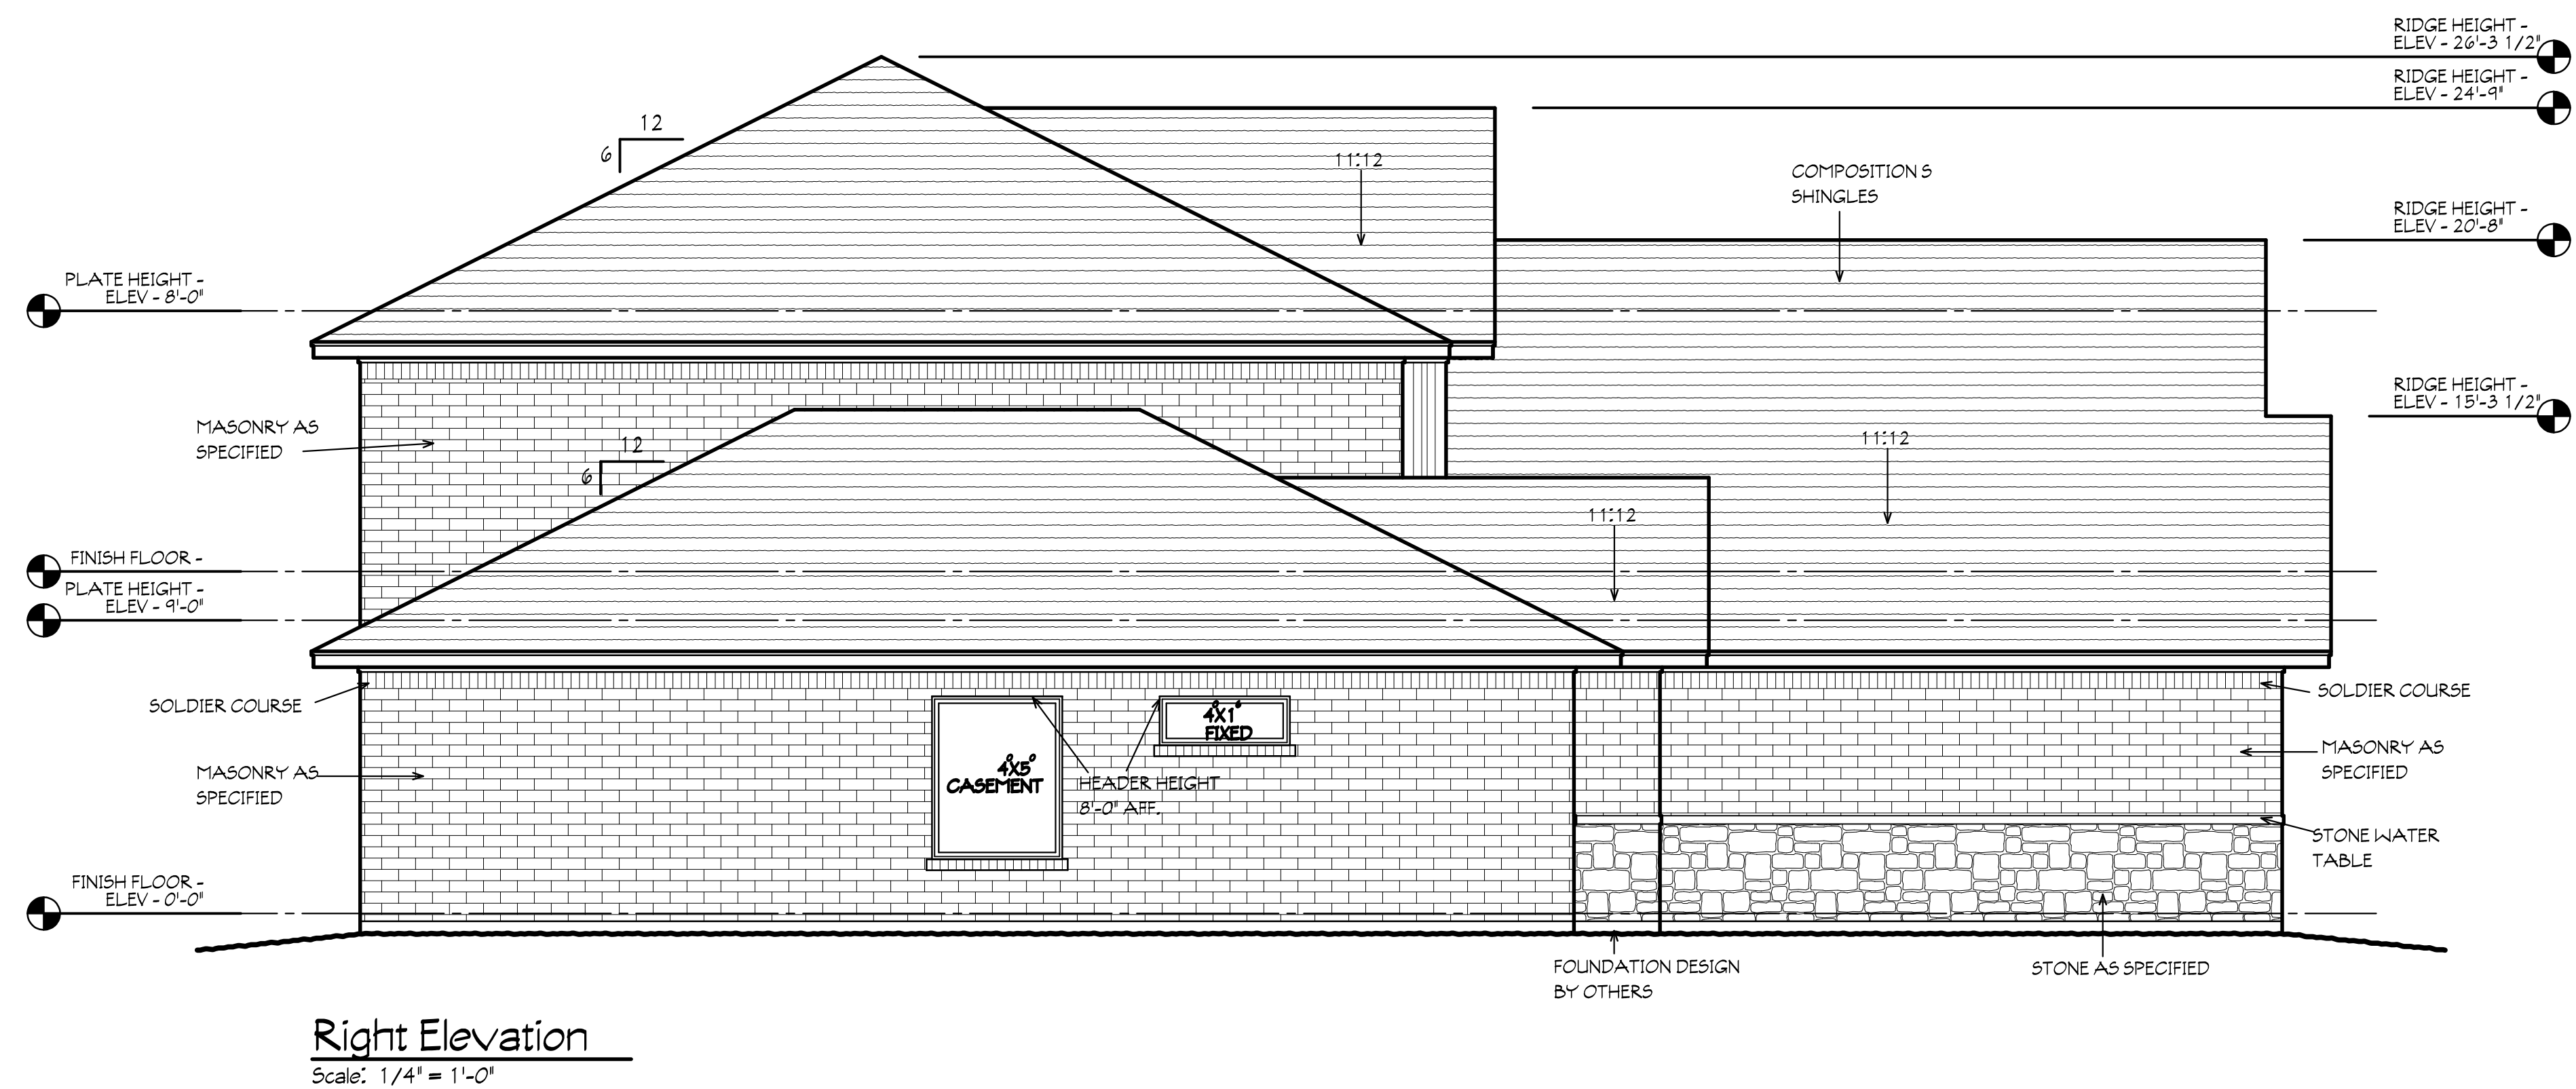 RIDGE HEIGHT -
ELEV - 26'-3 1/2"
RIDGE HEIGHT -
ELEV - 24'-9"
12
6
11:12
COMPOSITION S
SHINGLES
RIDGE HEIGHT -
ELEV - 20'-8"
PLATE HEIGHT -
ELEV - 8'-0"
RIDGE HEIGHT -
ELEV - 15'-3 1/2"
MASONRY AS
SPECIFIED
12
6
11:12
11:12
FINISH FLOOR -
PLATE HEIGHT -
ELEV - 9'-0"
SOLDIER COURSE
SOLDIER COURSE
4X1°
FIXED
4°X5°
CASEMENT
HEADER HEIGHT
8'-0" AFF.
MASONRY AS
SPECIFIED
MASONRY AS
SPECIFIED
STONE WATER
TABLE
FINISH FLOOR -
ELEV - 0'-0"
FOUNDATION DESIGN
BY OTHERS
STONE AS SPECIFIED
Right Elevation
Scale: 1/4" = 1'-0"